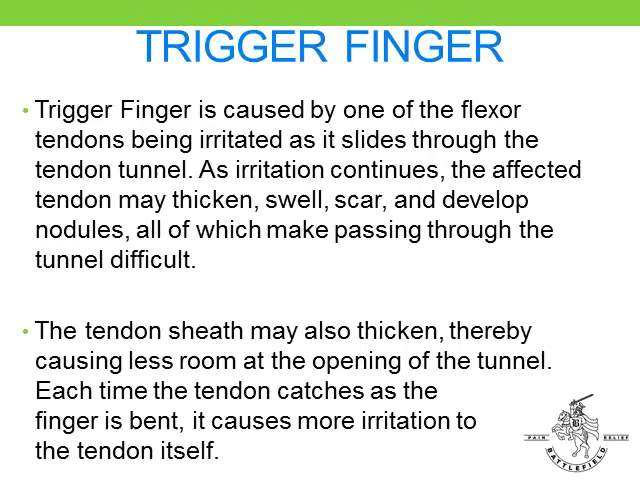 TRIGGER FINGER
• Trigger Finger is caused by one of the flexor
tendons being irritated as it slides through the
tendon tunnel. As irritation continues, the affected
tendon may thicken, swell, scar, and develop
nodules, all of which make passing through the
tunnel difficult.
• The tendon sheath may also thicken, thereby
causing less room at the opening of the tunnel.
Each time the tendon catches as the
finger is bent, it causes more irritation to
the tendon itself.
PAIN RELIEF
BATTLEFIELD